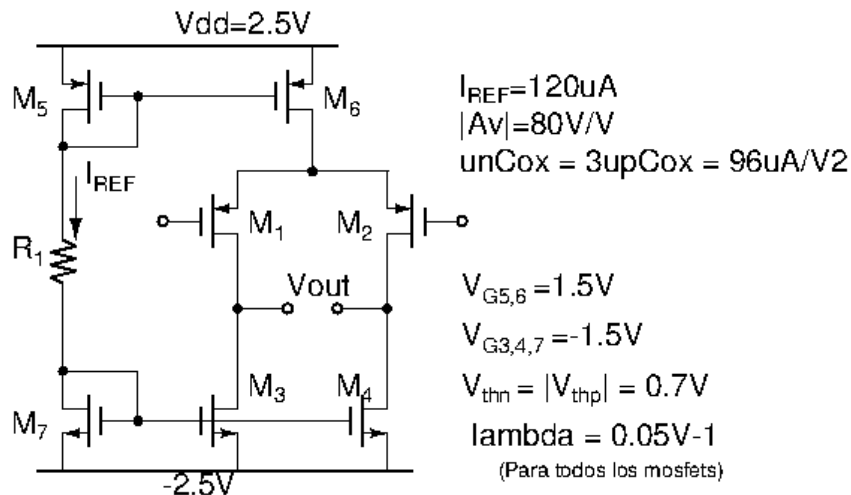 Vdd=2.5V
M5
M6
IREF=120uA
|Av|=80V/V
unCox = 3upCox = 96uA/V2
IREF
M1
M2
R1
Vout
VG5,6 =1.5V
VG3,4,7 =-1.5V
M3
M4
Vthn = |Vthp| = 0.7V
M7
lambda = 0.05V-1
(Para todos los mosfets)
-2.5V